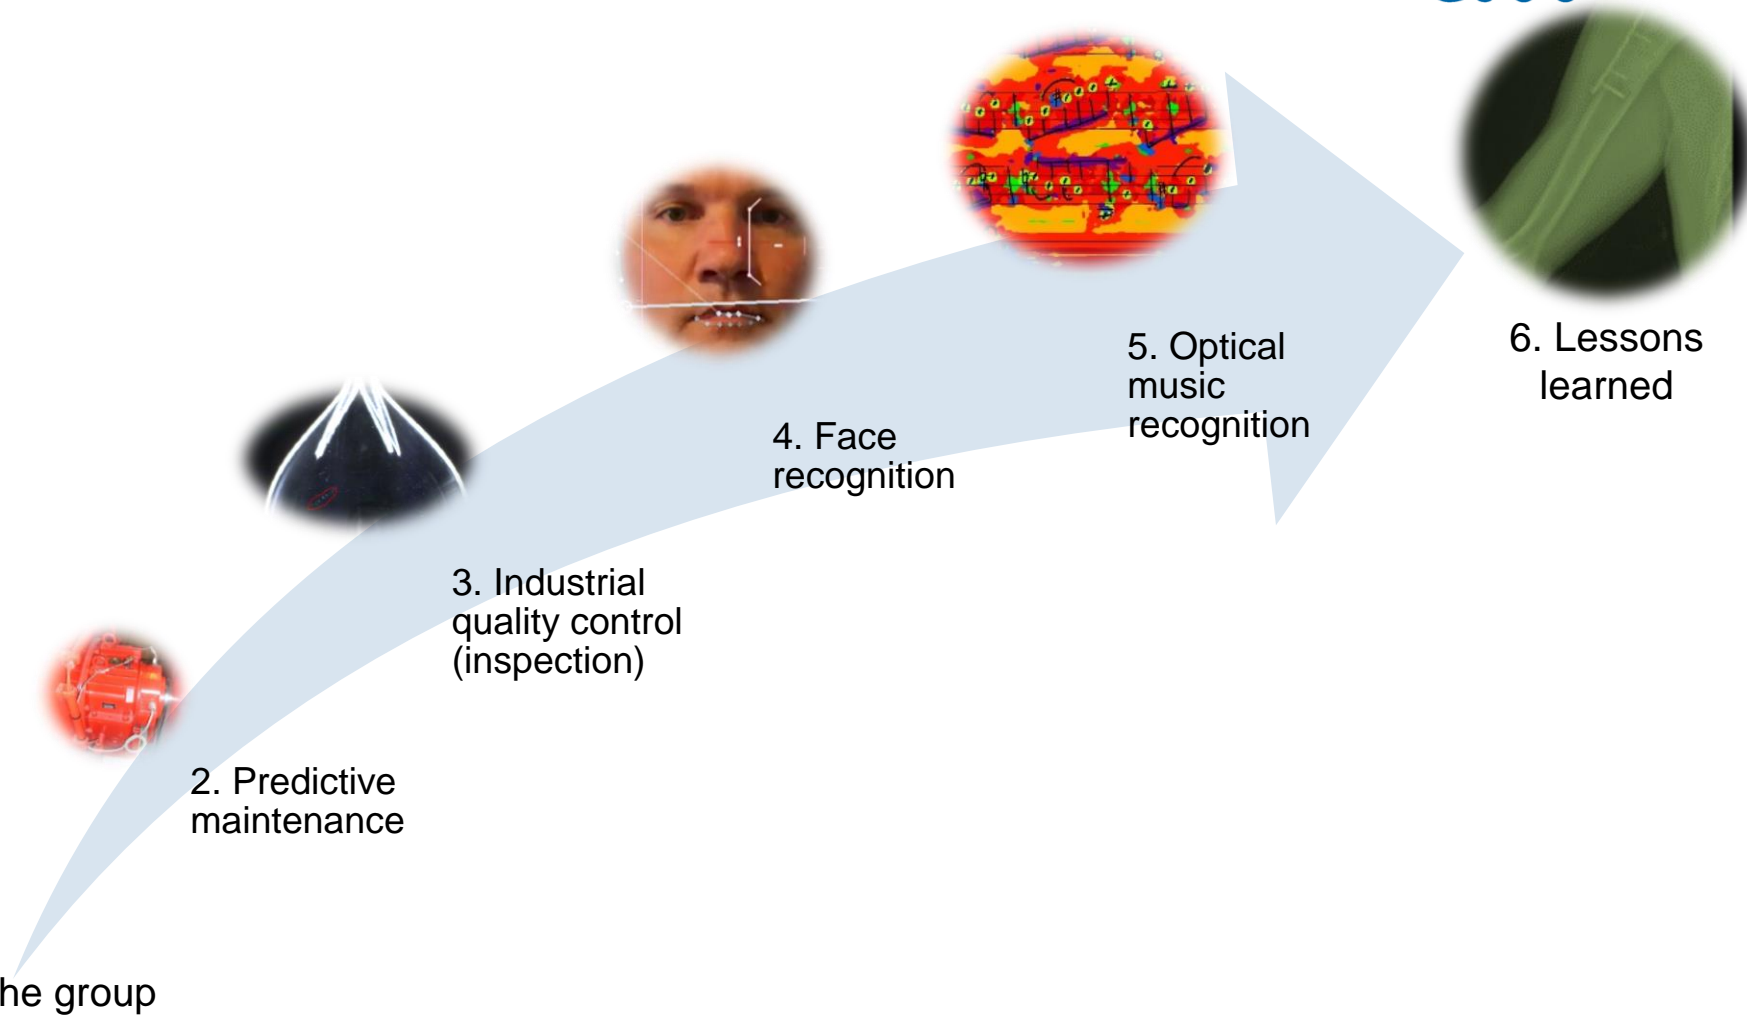 he group
2. Predictive
maintenance
3. Industrial
quality control
(inspection)
4. Face
recognition
5. Optical
music
recognition
6. Lessons
learned